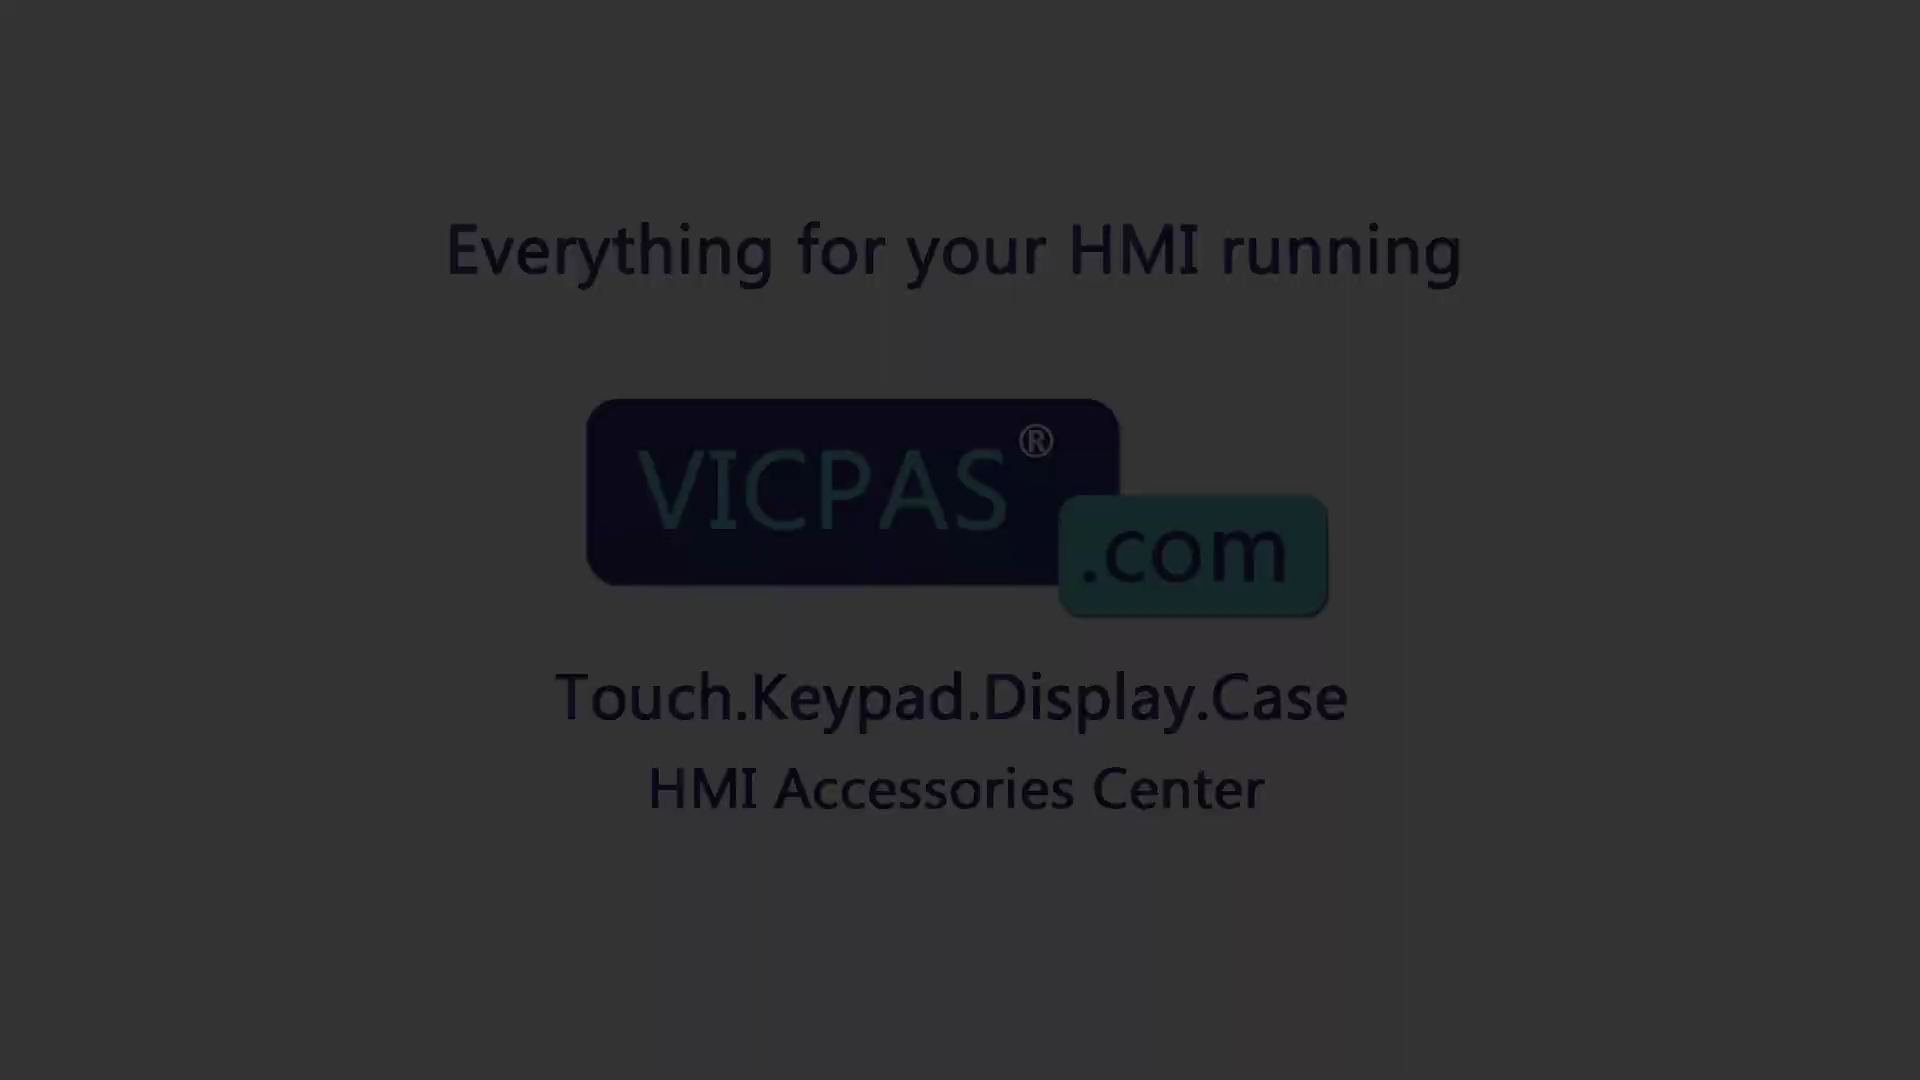 Everything for your HMI running
VICPAS®
.com
Touch.Keypad.Display.Case
HMI Accessories Center